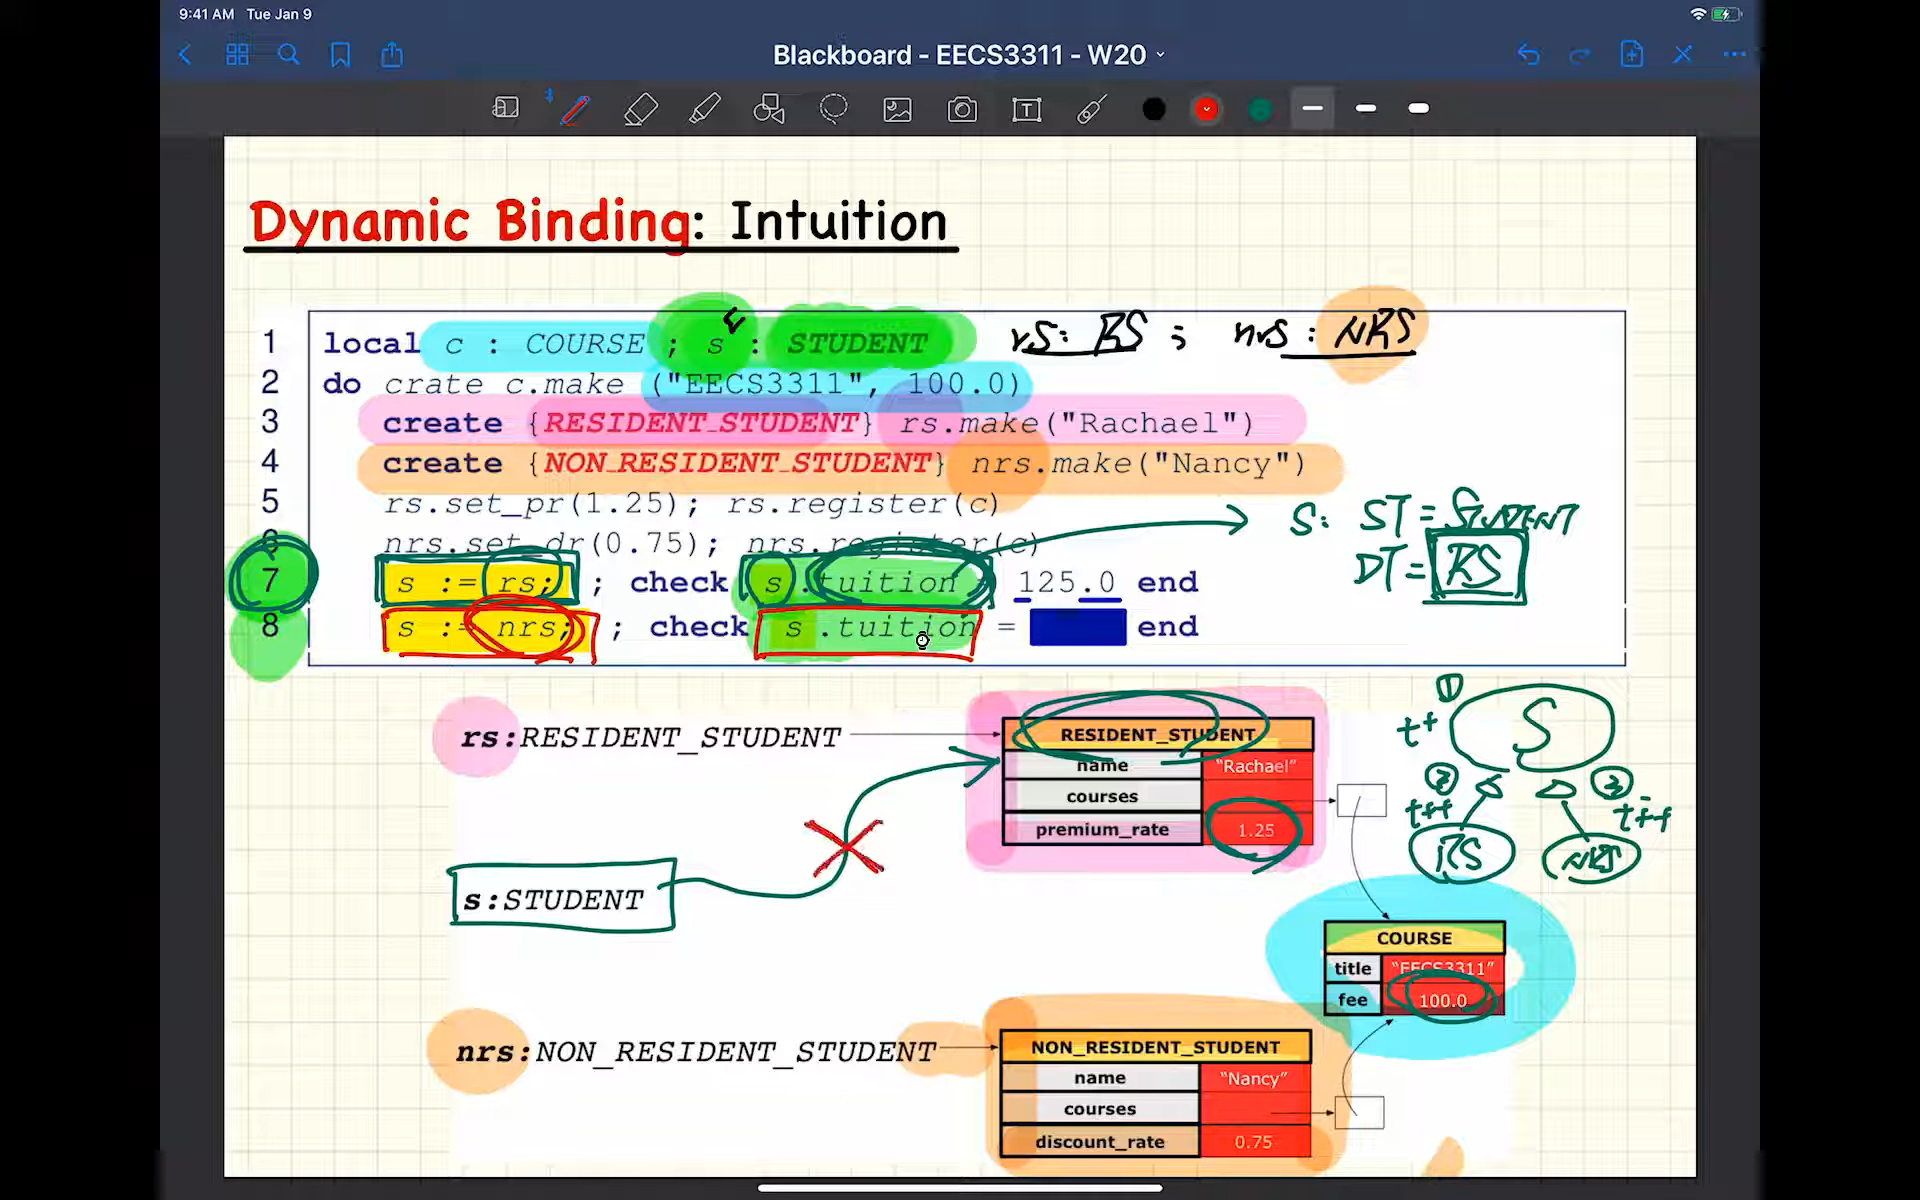 9:41 AM Tue Jan 9
Blackboard - EECS3311 - W20
Dynamic Binding: Intuition
1 local c : COURSE ; s : STUDENT rs: RS ; nrs : NRS
2 do crate c.make ("EECS3311", 100.0)
3 create {RESIDENT_STUDENT} rs.make("Rachael")
4 create {NON_RESIDENT_STUDENT} nrs.make("Nancy")
5 rs.set_pr(1.25); rs.register(c)
6 nrs.set_dr(0.75); nrs.register(c)
S: ST = STUDENT
DT = RS
7 s := rs; ; check s.tuition 125.0 end
8 s := nrs; ; check s.tuition = end
rs:RESIDENT_STUDENT
RESIDENT_STUDENT
name "Rachael"
courses
premium_rate 1.25
① S
t+
② ③
t++ t++
RS NRS
s:STUDENT
COURSE
title "EECS3311"
fee 100.0
nrs:NON_RESIDENT_STUDENT
NON_RESIDENT_STUDENT
name "Nancy"
courses
discount_rate 0.75